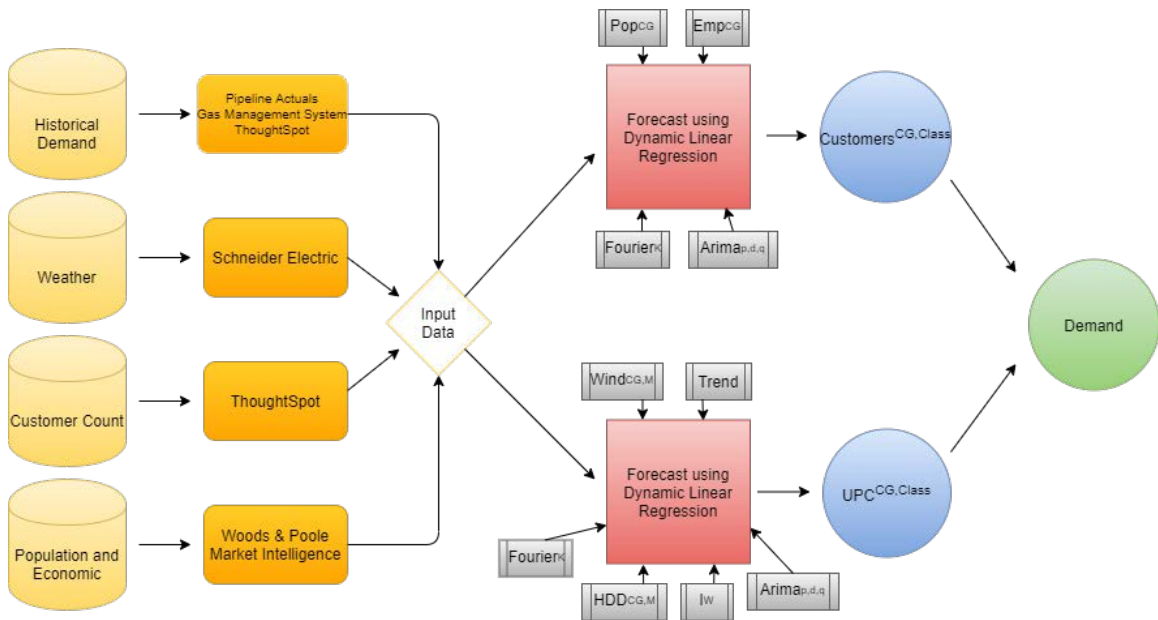 Historical
Demand
Pipeline Actuals
Gas Management System
ThoughtSpot
Weather
Schneider Electric
Customer Count
ThoughtSpot
Population and
Economic
Woods & Poole
Market Intelligence
Input
Data
PopCG
EmpCG
Forecast using
Dynamic Linear
Regression
FourierK
Arimap,d,q
CustomersCG,Class
WindCG,M
Trend
Forecast using
Dynamic Linear
Regression
FourierK
HDDCG,M
IW
Arimap,d,q
UPCCG,Class
Demand